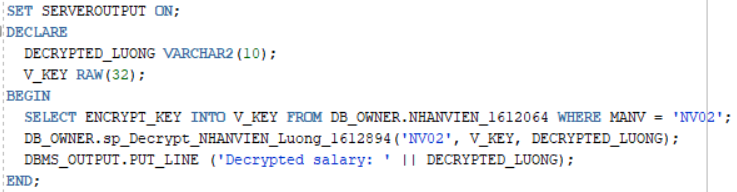 SET SERVEROUTPUT ON;
DECLARE
  DECRYPTED_LUONG VARCHAR2(10);
  V_KEY RAW(32);
BEGIN
  SELECT ENCRYPT_KEY INTO V_KEY FROM DB_OWNER.NHANVIEN_1612064 WHERE MANV = 'NV02';
  DB_OWNER.sp_Decrypt_NHANVIEN_Luong_1612894('NV02', V_KEY, DECRYPTED_LUONG);
  DBMS_OUTPUT.PUT_LINE ('Decrypted salary: ' || DECRYPTED_LUONG);
END;